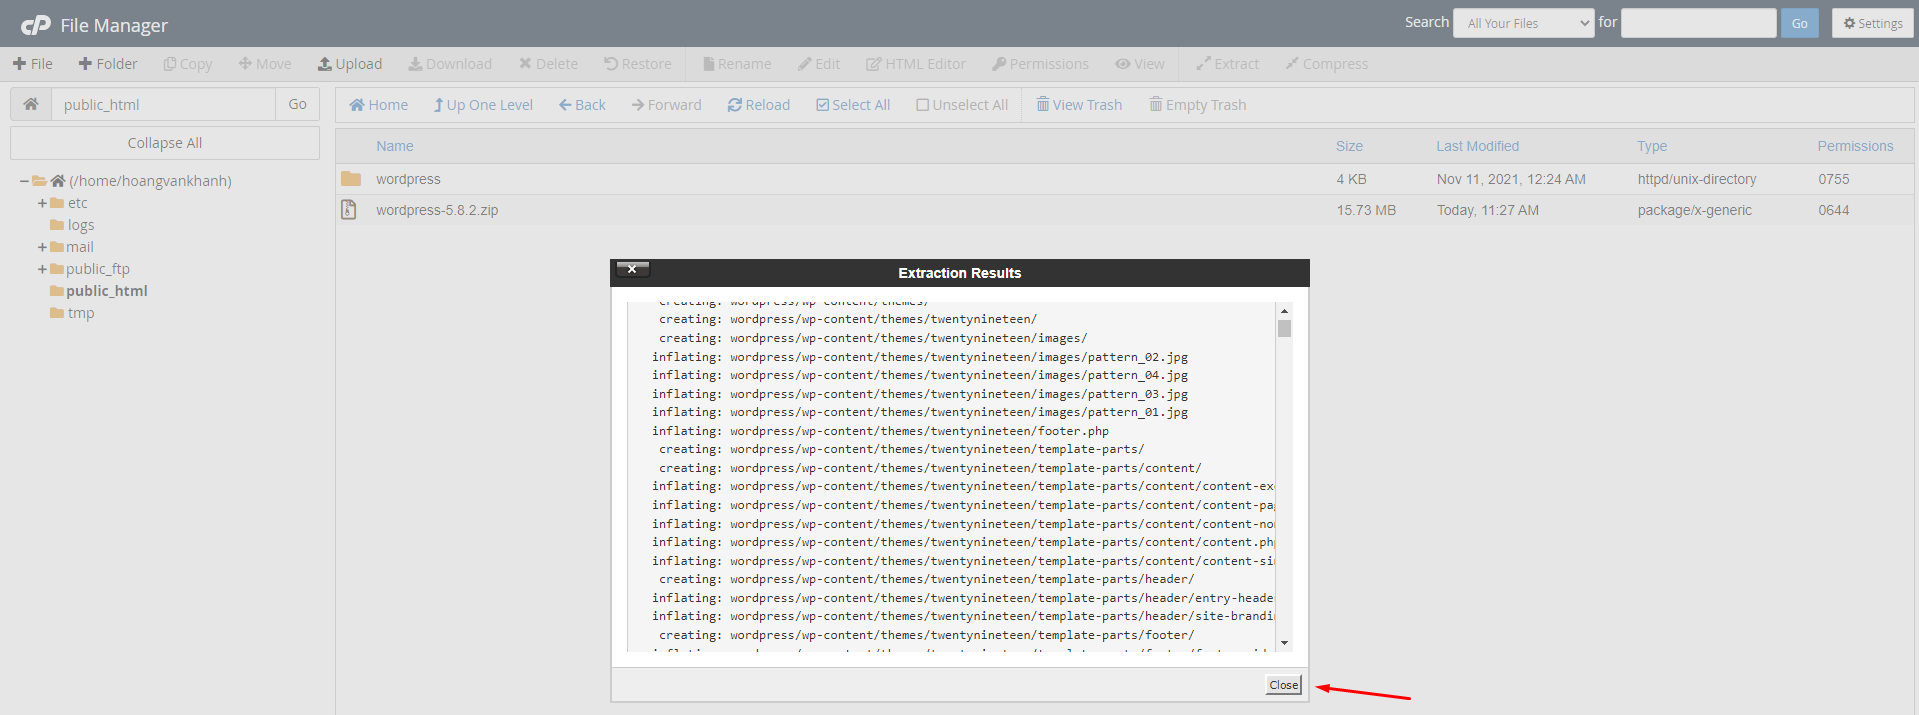 cP File Manager
Search All Your Files for Go Settings
File Folder Copy Move Upload Download Delete Restore Rename Edit HTML Editor Permissions View Extract Compress
public_html Go
Home Up One Level Back Forward Reload Select All Unselect All View Trash Empty Trash
Collapse All
Name Size Last Modified Type Permissions
wordpress 4 KB Nov 11, 2021, 12:24 AM httpd/unix-directory 0755
wordpress-5.8.2.zip 15.73 MB Today, 11:27 AM package/x-generic 0644
(/home/hoangvankhanh)
etc
logs
mail
public_ftp
public_html
tmp
Extraction Results
creating: wordpress/wp-content/themes/
creating: wordpress/wp-content/themes/twentynineteen/
creating: wordpress/wp-content/themes/twentynineteen/images/
inflating: wordpress/wp-content/themes/twentynineteen/images/pattern_02.jpg
inflating: wordpress/wp-content/themes/twentynineteen/images/pattern_04.jpg
inflating: wordpress/wp-content/themes/twentynineteen/images/pattern_03.jpg
inflating: wordpress/wp-content/themes/twentynineteen/images/pattern_01.jpg
inflating: wordpress/wp-content/themes/twentynineteen/footer.php
creating: wordpress/wp-content/themes/twentynineteen/template-parts/
creating: wordpress/wp-content/themes/twentynineteen/template-parts/content/
inflating: wordpress/wp-content/themes/twentynineteen/template-parts/content/content-exc
inflating: wordpress/wp-content/themes/twentynineteen/template-parts/content/content-pag
inflating: wordpress/wp-content/themes/twentynineteen/template-parts/content/content-non
inflating: wordpress/wp-content/themes/twentynineteen/template-parts/content/content.php
inflating: wordpress/wp-content/themes/twentynineteen/template-parts/content/content-sin
creating: wordpress/wp-content/themes/twentynineteen/template-parts/header/
inflating: wordpress/wp-content/themes/twentynineteen/template-parts/header/entry-header
inflating: wordpress/wp-content/themes/twentynineteen/template-parts/header/site-brandin
creating: wordpress/wp-content/themes/twentynineteen/template-parts/footer/
Close